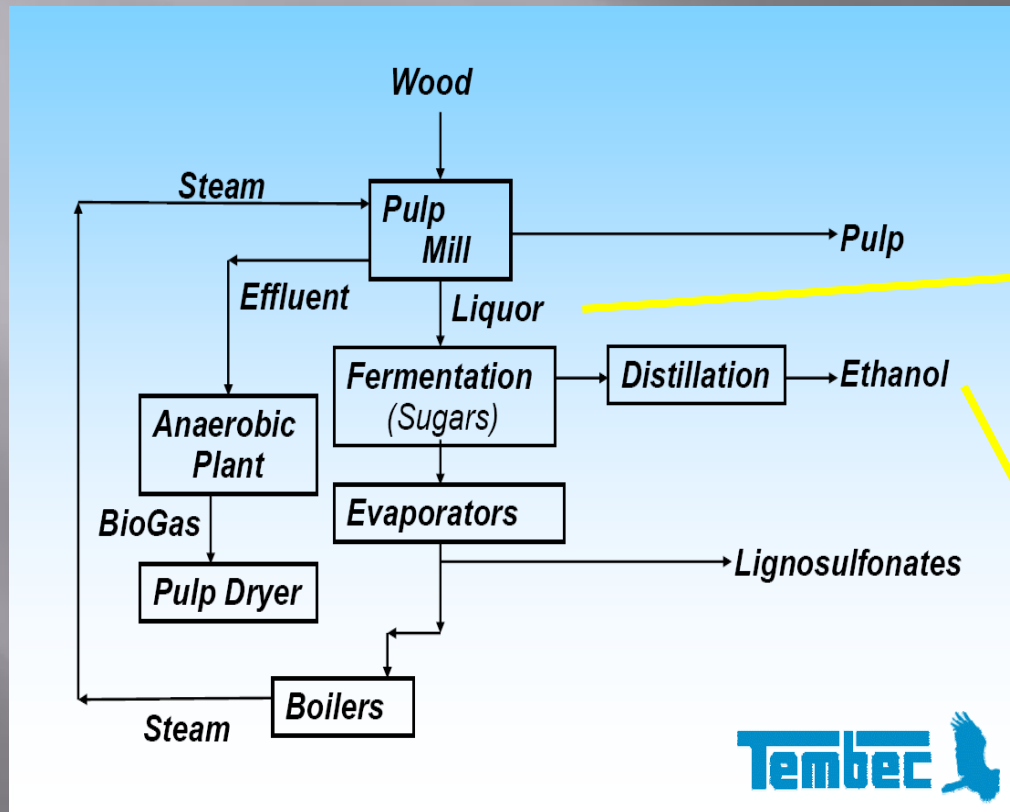 Wood
Steam
Pulp
Mill
Pulp
Effluent
Liquor
Fermentation
(Sugars)
Distillation
Ethanol
Anaerobic
Plant
Evaporators
BioGas
Lignosulfonates
Pulp Dryer
Boilers
Steam
Tembec